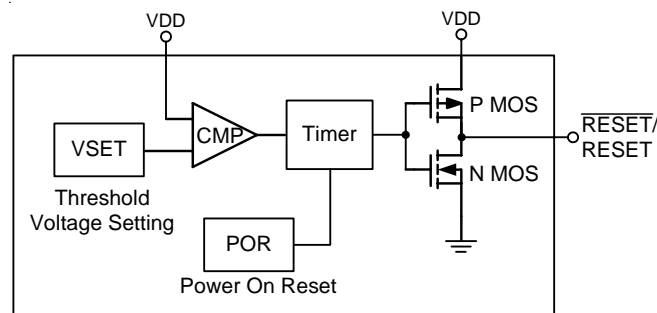 VDD
VDD
P MOS
CMP
Timer
RESET/
RESET
VSET
N MOS
Threshold
Voltage Setting
POR
Power On Reset